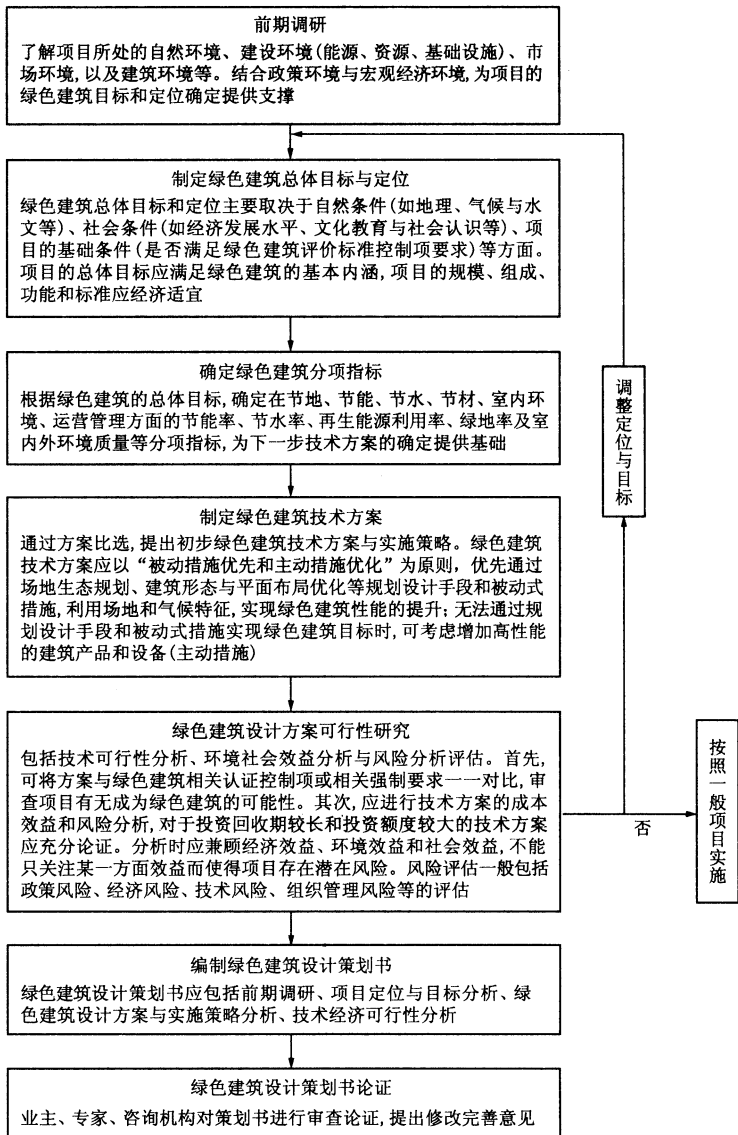 前期调研
了解项目所处的自然环境、建设环境(能源、资源、基础设施)、市
场环境,以及建筑环境等。结合政策环境与宏观经济环境,为项目的
绿色建筑目标和定位确定提供支撑
制定绿色建筑总体目标与定位
绿色建筑总体目标和定位主要取决于自然条件(如地理、气候与水
文等)、社会条件(如经济发展水平、文化教育与社会认识等)、项
目的基础条件(是否满足绿色建筑评价标准控制项要求)等方面。
项目的总体目标应满足绿色建筑的基本内涵,项目的规模、组成、
功能和标准应经济适宜
确定绿色建筑分项指标
根据绿色建筑的总体目标,确定在节地、节能、节水、节材、室内环
境、运营管理方面的节能率、节水率、再生能源利用率、绿地率及室
内外环境质量等分项指标,为下一步技术方案的确定提供基础
调整定位与目标
制定绿色建筑技术方案
通过方案比选,提出初步绿色建筑技术方案与实施策略。绿色建筑
技术方案应以“被动措施优先和主动措施优化”为原则，优先通过
场地生态规划、建筑形态与平面布局优化等规划设计手段和被动式
措施,利用场地和气候特征,实现绿色建筑性能的提升;无法通过规
划设计手段和被动式措施实现绿色建筑目标时,可考虑增加高性能
的建筑产品和设备(主动措施)
绿色建筑设计方案可行性研究
包括技术可行性分析、环境社会效益分析与风险分析评估。首先,
可将方案与绿色建筑相关认证控制项或相关强制要求一一对比,审
查项目有无成为绿色建筑的可能性。其次,应进行技术方案的成本
效益和风险分析,对于投资回收期较长和投资额度较大的技术方案
应充分论证。分析时应兼顾经济效益、环境效益和社会效益,不能
只关注某一方面效益而使得项目存在潜在风险。风险评估一般包括
政策风险、经济风险、技术风险、组织管理风险等的评估
否
按照一般项目实施
编制绿色建筑设计策划书
绿色建筑设计策划书应包括前期调研、项目定位与目标分析、绿
色建筑设计方案与实施策略分析、技术经济可行性分析
绿色建筑设计策划书论证
业主、专家、咨询机构对策划书进行审查论证,提出修改完善意见